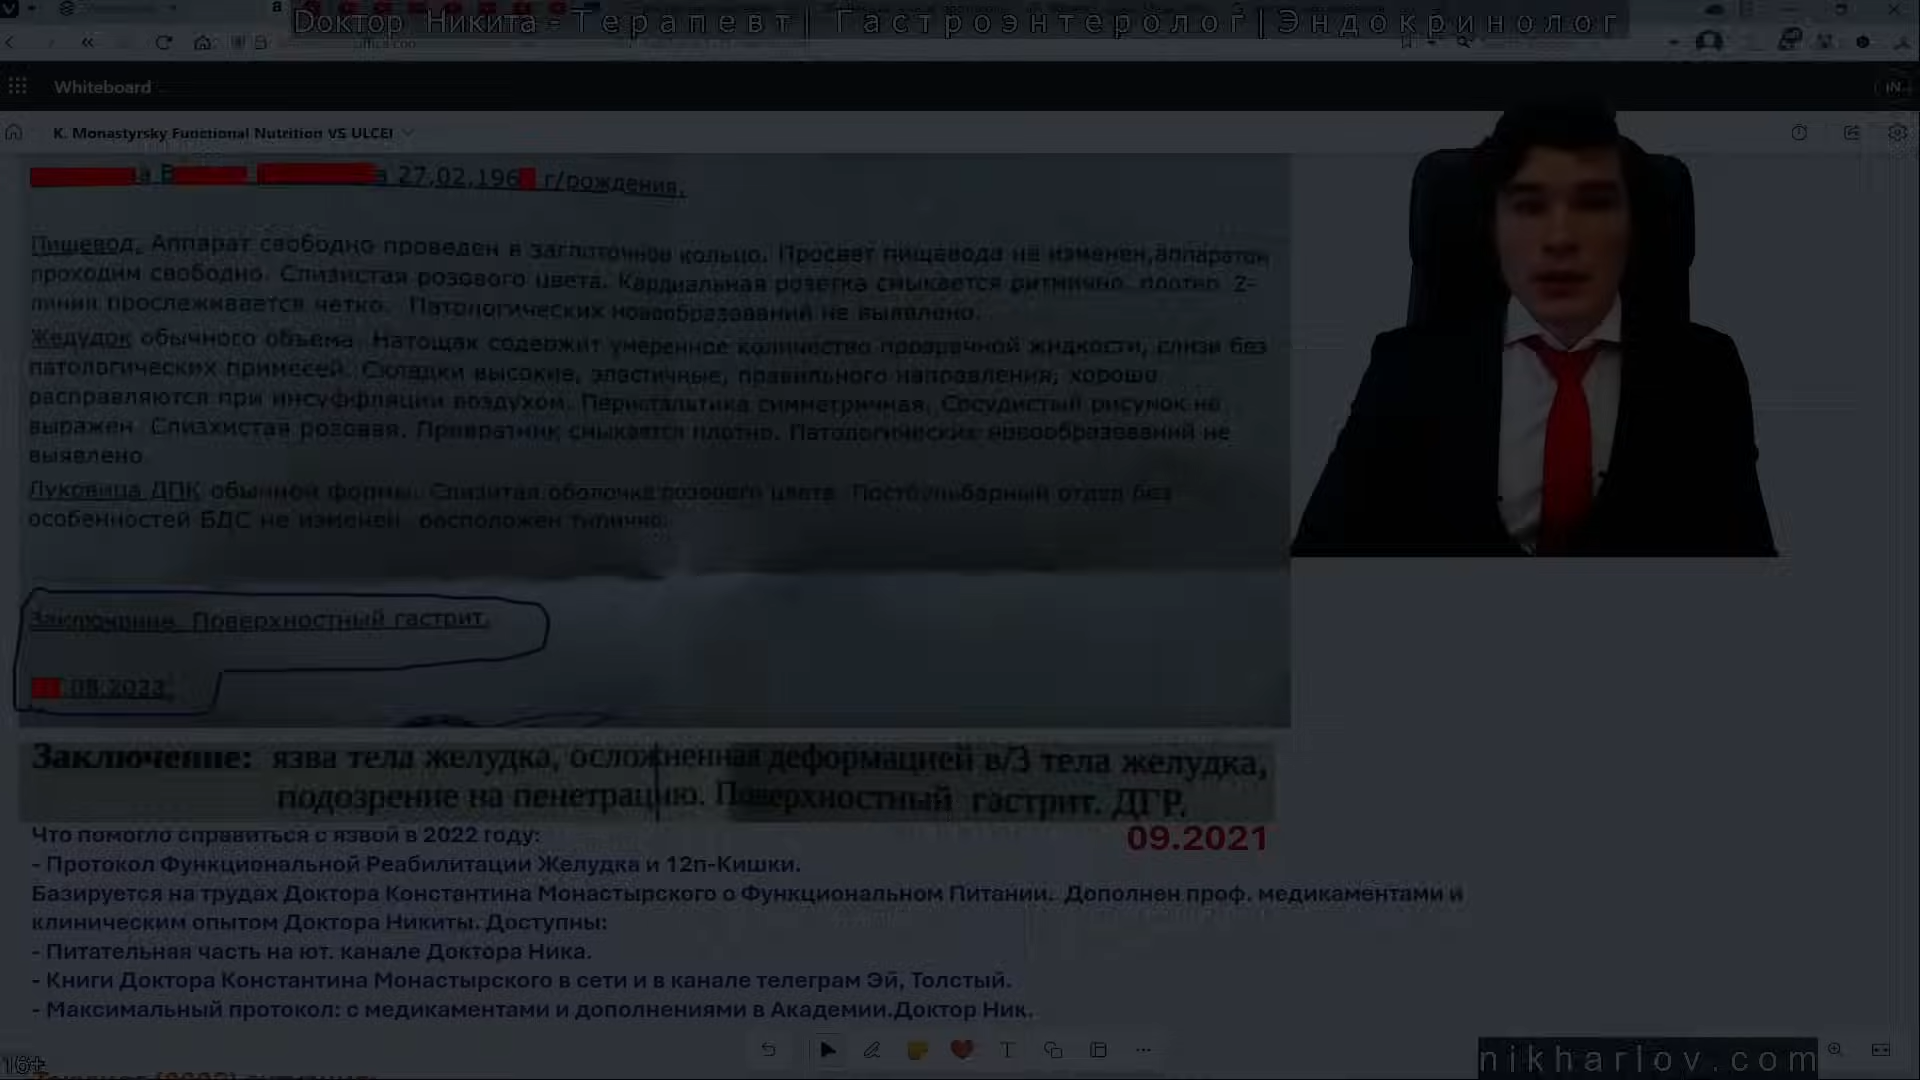 Доктор Никита - Терапевт| Гастроэнтеролог|Эндокринолог
Whiteboard
K. Monastyrsky Functional Nutrition VS ULCEI
27,02,196 г/рождения.
Пищевод. Аппарат свободно проведен в заглоточное кольцо. Просвет пищевода не изменен,аппаратом
проходим свободно. Слизистая розового цвета. Кардиальная розетка смыкается ритмично, плотно. Z-
линия прослеживается четко. Патологических новообразований не выявлено.
Желудок обычного объема. Натощак содержит умеренное количество прозрачной жидкости, слизи без
патологических примесей. Складки высокие, эластичные, правильного направления, хорошо
расправляются при инсуффляции воздухом. Перистальтика симметричная. Сосудистый рисунок не
выражен. Слизхистая розовая. Привратник смыкается плотно. Патологических новообразований не
выявлено.
Луковица ДПК обычной формы. Слизитая оболочка розового цвета. Постбульбарный отдел без
особенностей БДС не изменен, расположен типично.
Заключение. Поверхностный гастрит.
Заключение: язва тела желудка, осложненная деформацией в/3 тела желудка,
подозрение на пенетрацию. Поверхностный гастрит. ДГР.
09.2021
Что помогло справиться с язвой в 2022 году:
- Протокол Функциональной Реабилитации Желудка и 12п-Кишки.
Базируется на трудах Доктора Константина Монастырского о Функциональном Питании. Дополнен проф. медикаментами и
клиническим опытом Доктора Никиты. Доступны:
- Питательная часть на ют. канале Доктора Ника.
- Книги Доктора Константина Монастырского в сети и в канале телеграм Эй, Толстый.
- Максимальный протокол: с медикаментами и дополнениями в Академии.Доктор Ник.
16+
nikharlov.com